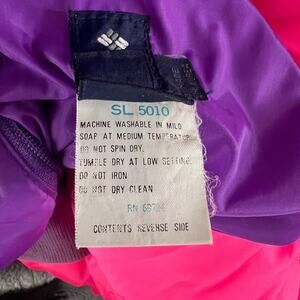 SL 5010
MACHINE WASHABLE IN MILD
SOAP AT MEDIUM TEMPERATURE
DO NOT SPIN DRY,
TUMBLE DRY AT LOW SETTING
DO NOT IRON
DO NOT DRY CLEAN
RN
CONTENTS REVERSE SIDE